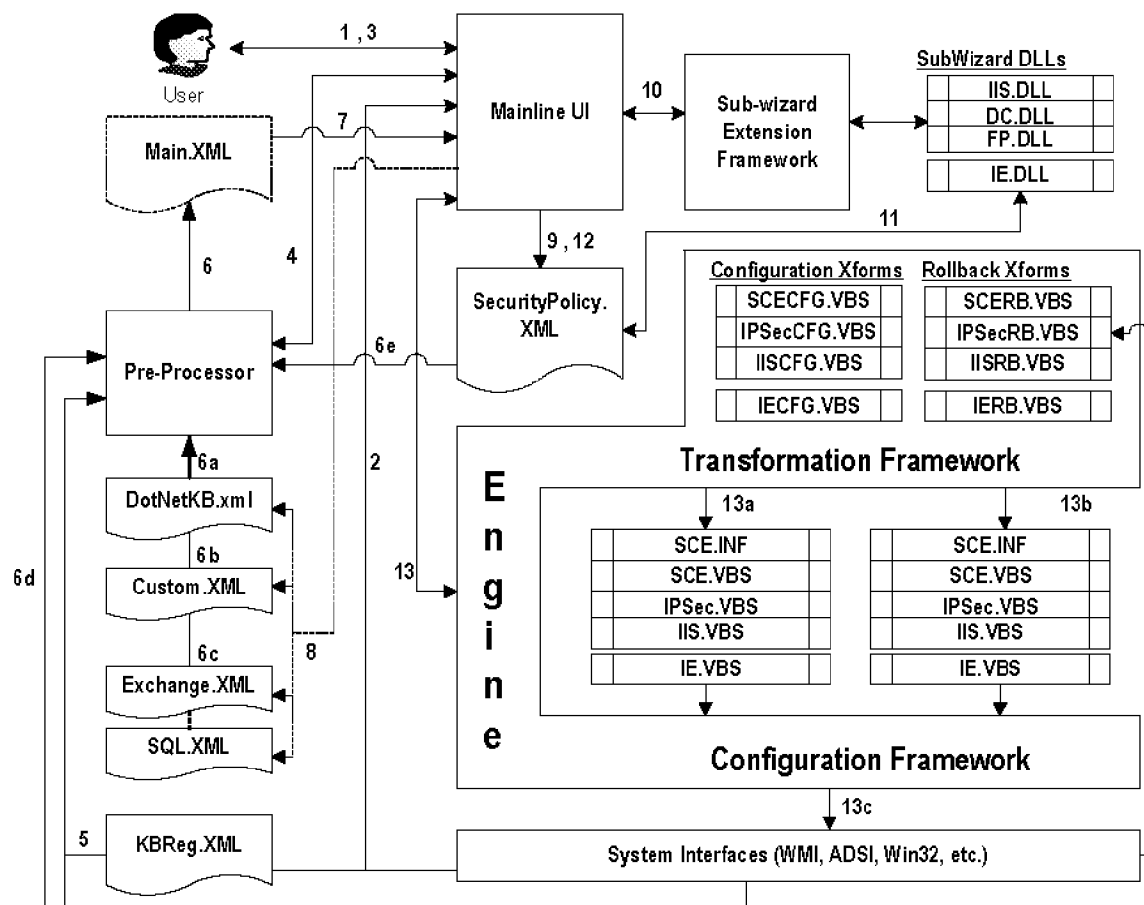 1 , 3
User
Mainline UI
10
Sub-wizard
Extension
Framework
SubWizard DLLs
IIS.DLL
DC.DLL
FP.DLL
IE.DLL
7
Main.XML
6
4
9 , 12
11
SecurityPolicy.
XML
6e
Pre-Processor
Configuration Xforms
SCECFG.VBS
IPSecCFG.VBS
IISCFG.VBS
IECFG.VBS
Rollback Xforms
SCERB.VBS
IPSecRB.VBS
IISRB.VBS
IERB.VBS
6a
2
Transformation Framework
DotNetKB.xml
6b
Custom.XML
6c
Exchange.XML
SQL.XML
6d
8
13
Engine
13a
13b
SCE.INF
SCE.VBS
IPSec.VBS
IIS.VBS
IE.VBS
SCE.INF
SCE.VBS
IPSec.VBS
IIS.VBS
IE.VBS
Configuration Framework
13c
5
KBReg.XML
System Interfaces (WMI, ADSI, Win32, etc.)